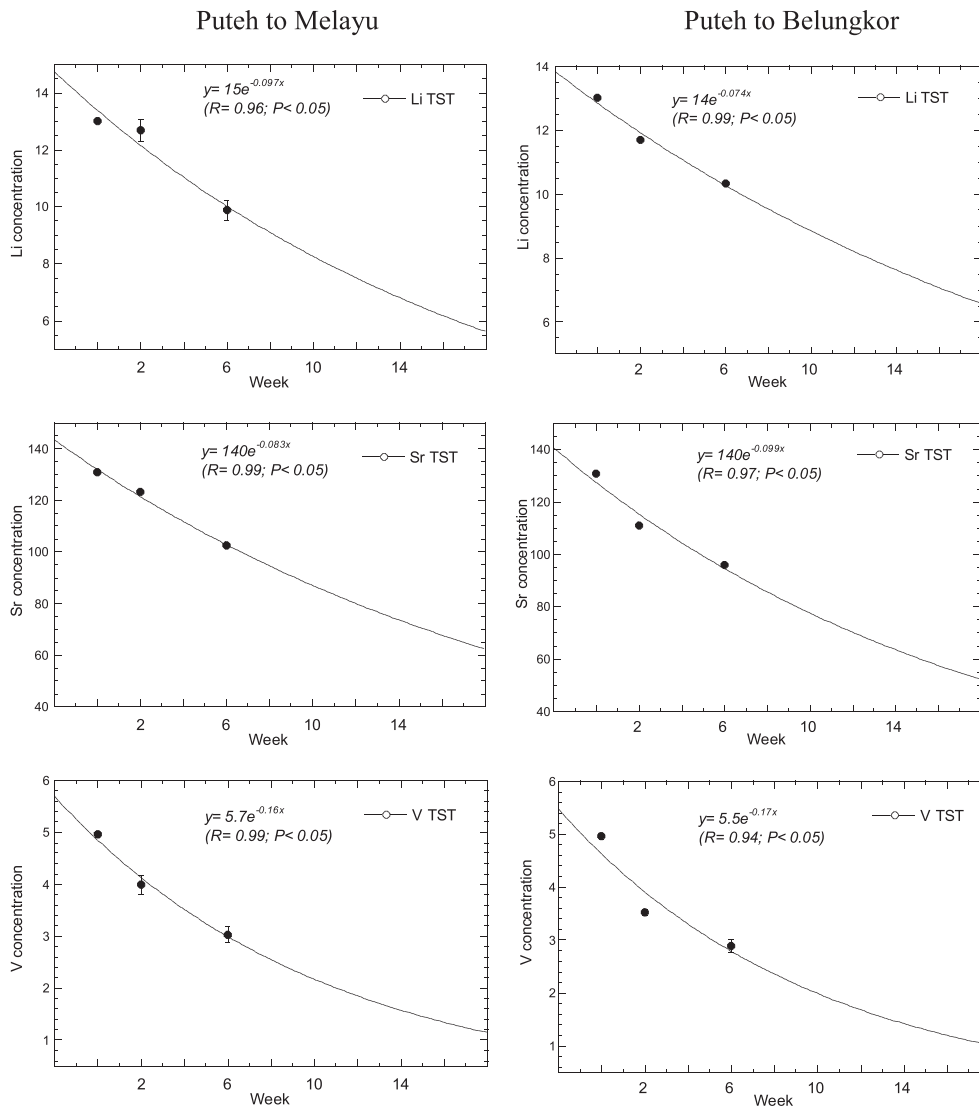 Puteh to Melayu
Puteh to Belungkor
y= 15e^-0.097x
(R= 0.96; P< 0.05)
Li TST
14
12
10
8
6
Li concentration
2 6 10 14
Week
y= 14e^-0.074x
(R= 0.99; P< 0.05)
Li TST
14
12
10
8
6
Li concentration
2 6 10 14
Week
y= 140e^-0.083x
(R= 0.99; P< 0.05)
Sr TST
140
120
100
80
60
40
Sr concentration
2 6 10 14
Week
y= 140e^-0.099x
(R= 0.97; P< 0.05)
Sr TST
140
120
100
80
60
40
Sr concentration
2 6 10 14
Week
y= 5.7e^-0.16x
(R= 0.99; P< 0.05)
V TST
6
5
4
3
2
1
V concentration
2 6 10 14
Week
y= 5.5e^-0.17x
(R= 0.94; P< 0.05)
V TST
6
5
4
3
2
1
V concentration
2 6 10 14
Week